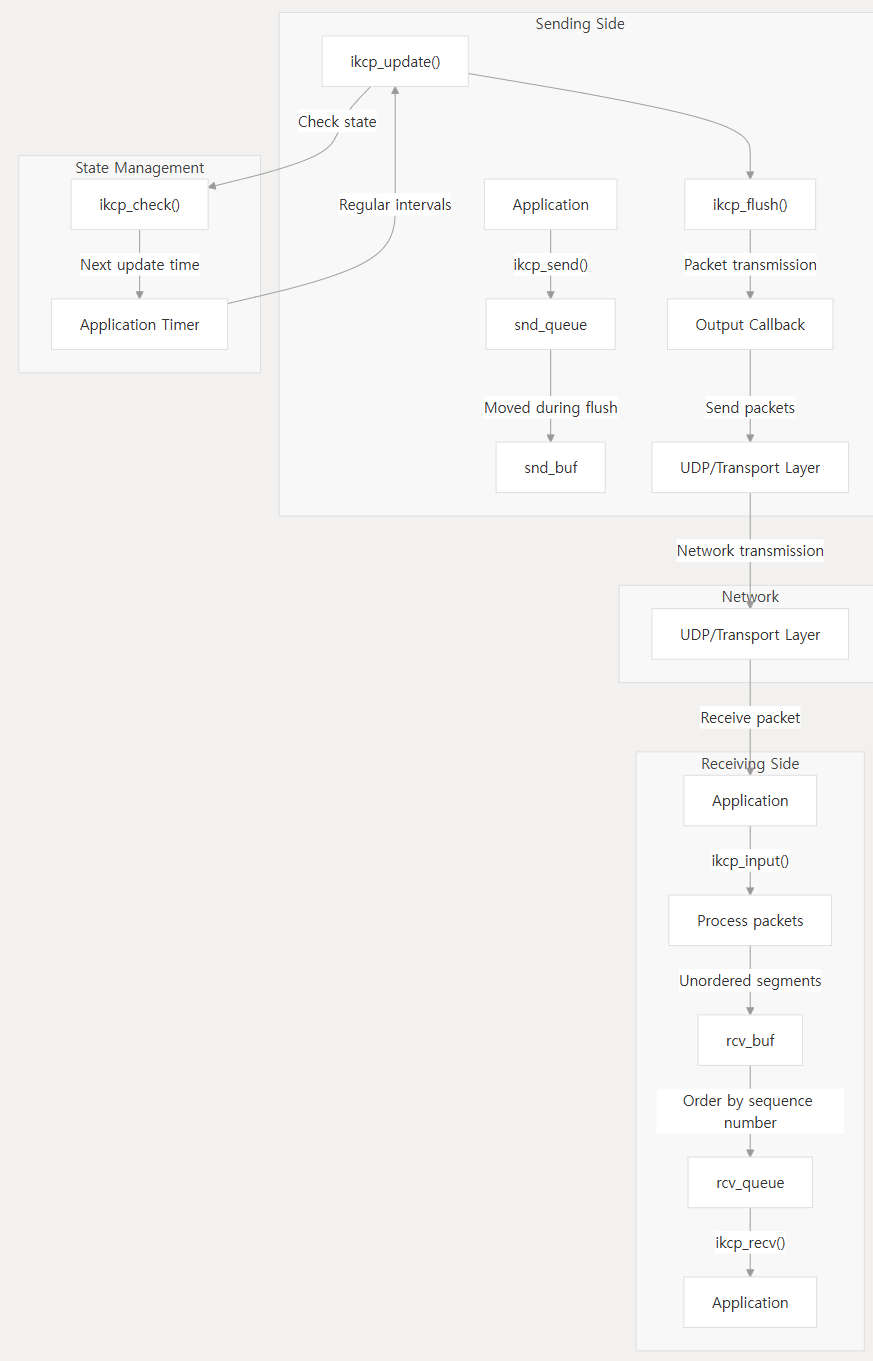 Sending Side
ikcp_update()
Check state
State Management
ikcp_check()
Regular intervals
Application
ikcp_flush()
Next update time
ikcp_send()
Packet transmission
Application Timer
snd_queue
Output Callback
Moved during flush
Send packets
snd_buf
UDP/Transport Layer
Network transmission
Network
UDP/Transport Layer
Receive packet
Receiving Side
Application
ikcp_input()
Process packets
Unordered segments
rcv_buf
Order by sequence
number
rcv_queue
ikcp_recv()
Application